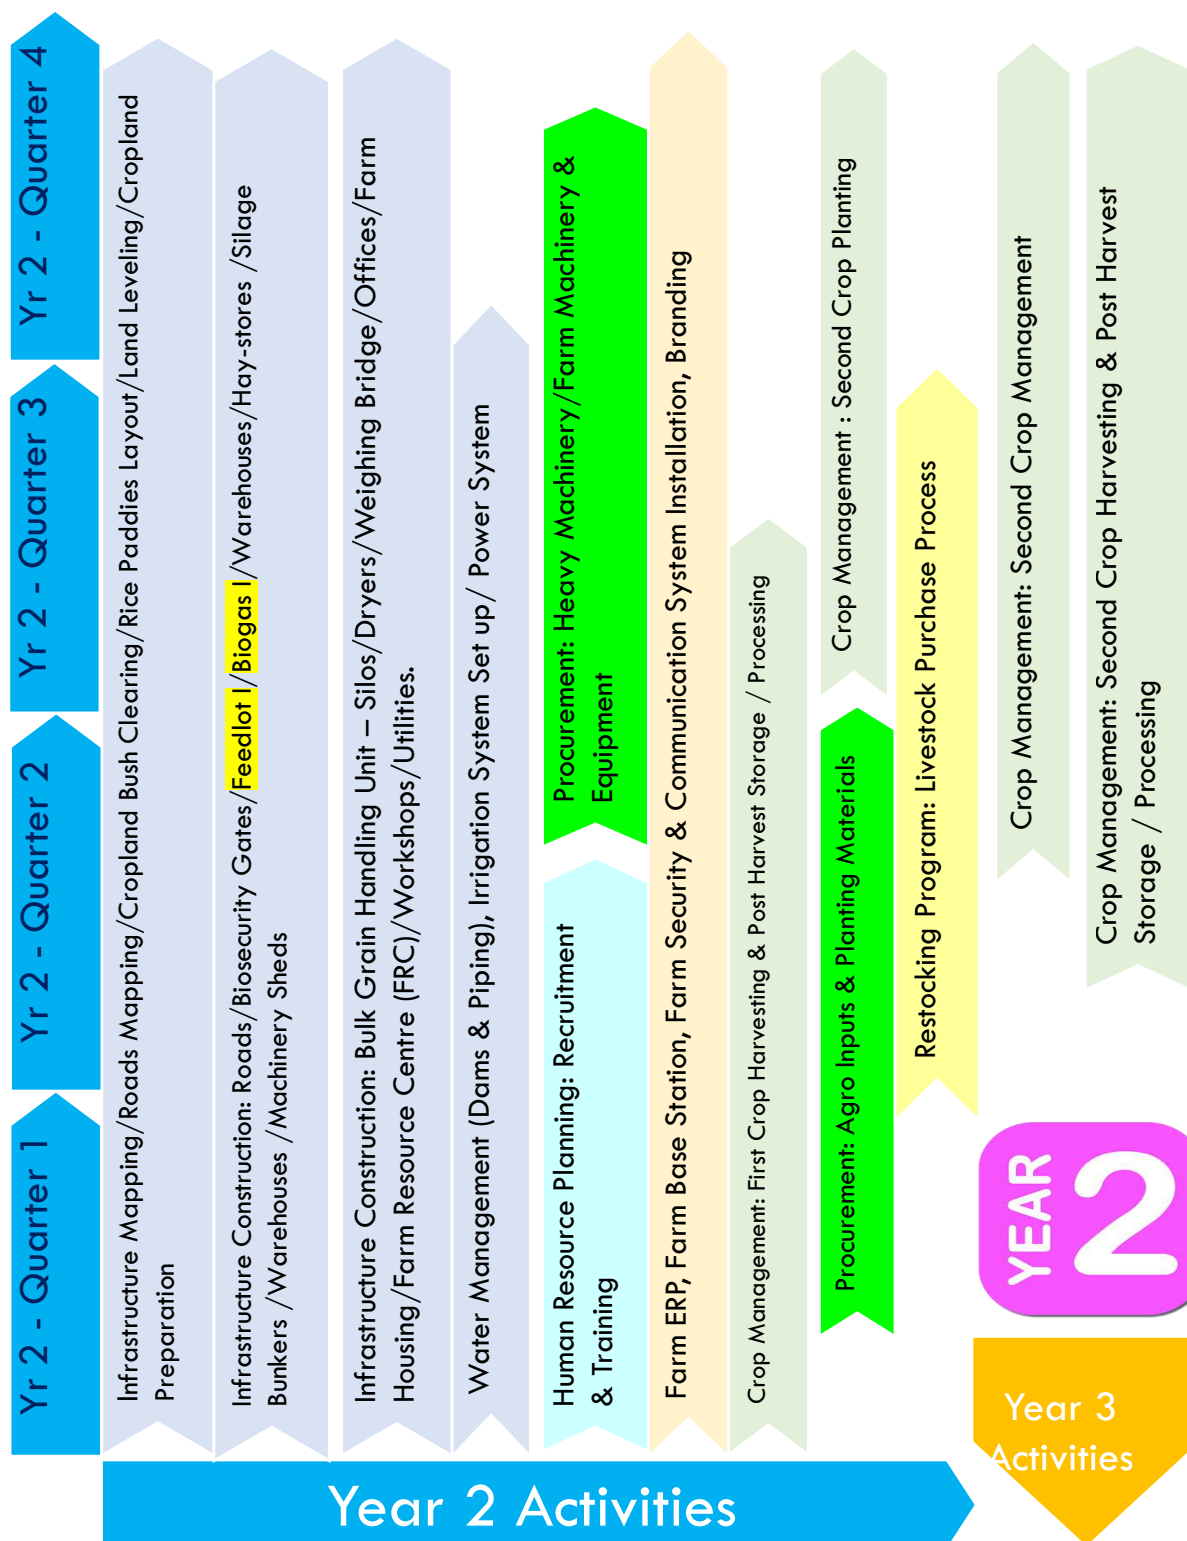 Yr 2 - Quarter 1
Yr 2 - Quarter 2
Yr 2 - Quarter 3
Yr 2 - Quarter 4
Infrastructure Mapping/Roads Mapping/Cropland Bush Clearing/Rice Paddies Layout/Land Leveling/Cropland
Preparation
Infrastructure Construction: Roads/Biosecurity Gates/Feedlot I/Biogas I/Warehouses/Hay-stores /Silage
Bunkers /Warehouses /Machinery Sheds
Infrastructure Construction: Bulk Grain Handling Unit – Silos/Dryers/Weighing Bridge/Offices/Farm
Housing/Farm Resource Centre (FRC)/Workshops/Utilities.
Water Management (Dams & Piping), Irrigation System Set up/ Power System
Human Resource Planning: Recruitment
& Training
Procurement: Heavy Machinery/Farm Machinery &
Equipment
Farm ERP, Farm Base Station, Farm Security & Communication System Installation, Branding
Crop Management: First Crop Harvesting & Post Harvest Storage / Processing
Procurement: Agro Inputs & Planting Materials
Crop Management : Second Crop Planting
Restocking Program: Livestock Purchase Process
Crop Management: Second Crop Management
Crop Management: Second Crop Harvesting & Post Harvest
Storage / Processing
YEAR
2
Year 3
Activities
Year 2 Activities